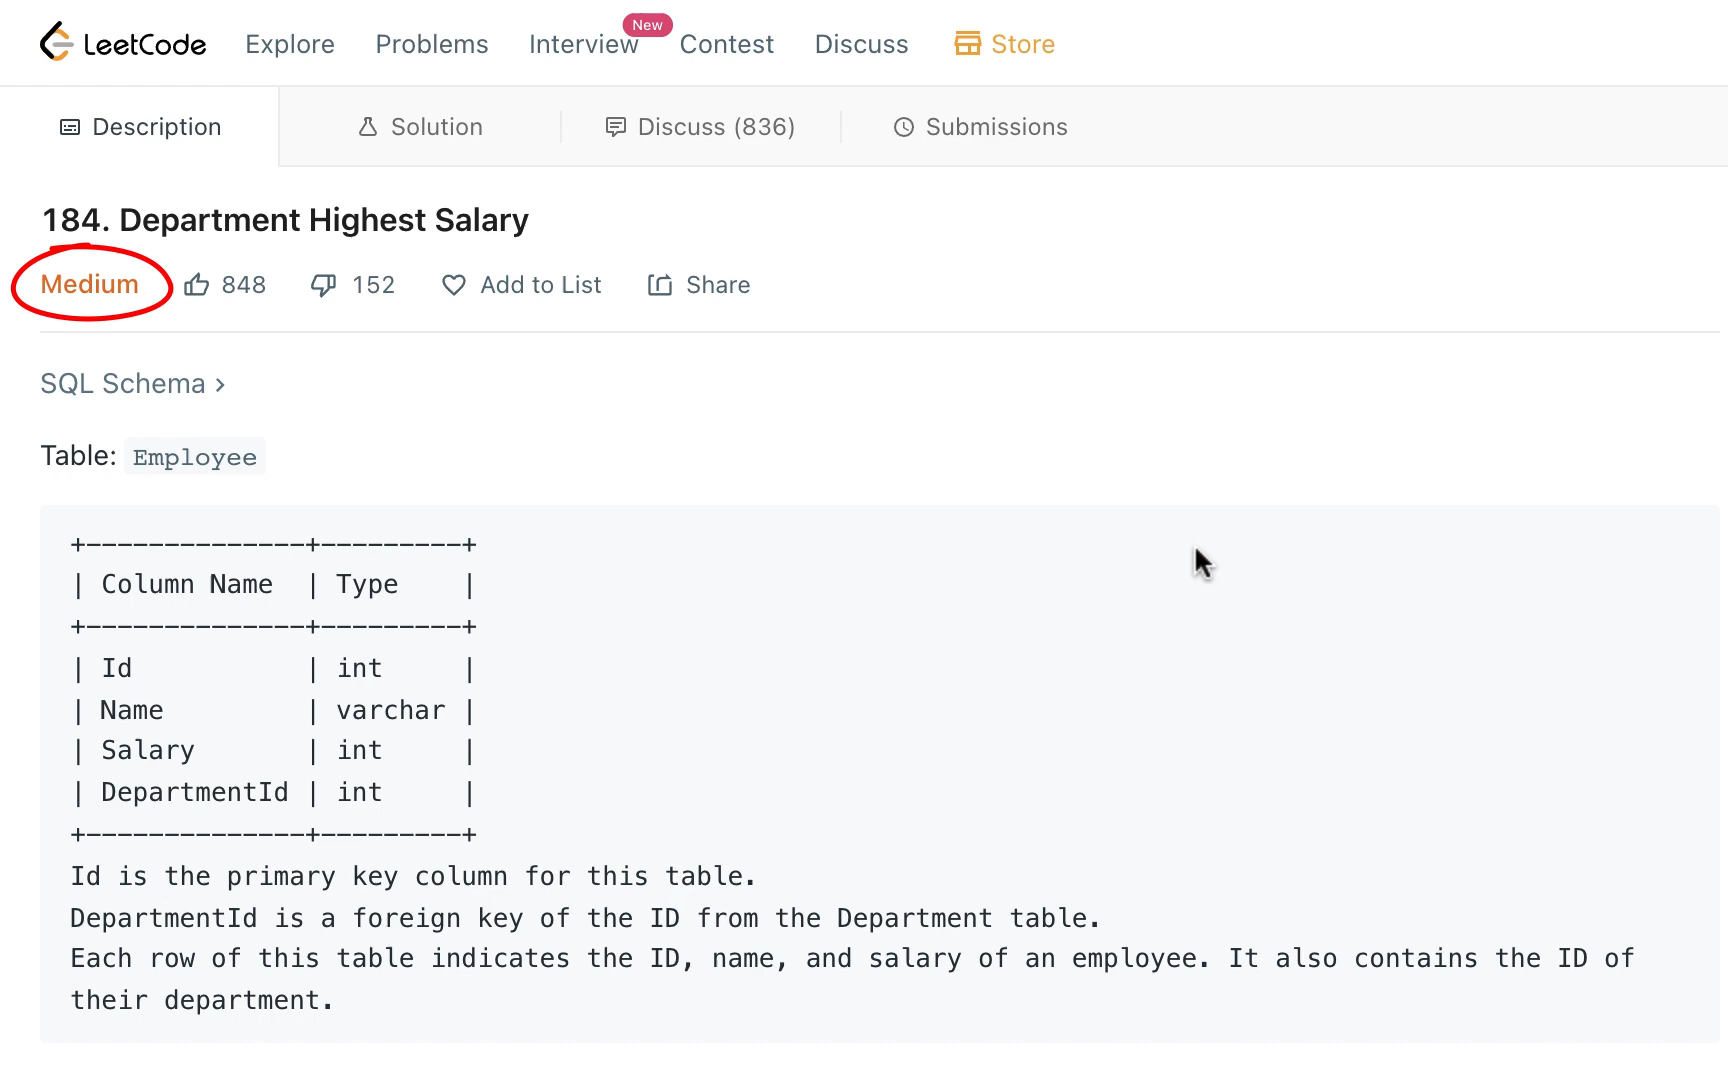 LeetCode Explore Problems Interview New Contest Discuss Store
Description Solution Discuss (836) Submissions
184. Department Highest Salary
Medium 848 152 Add to List Share
SQL Schema >
Table: Employee
+--------------+---------+
| Column Name  | Type    |
+--------------+---------+
| Id           | int     |
| Name         | varchar |
| Salary       | int     |
| DepartmentId | int     |
+--------------+---------+
Id is the primary key column for this table.
DepartmentId is a foreign key of the ID from the Department table.
Each row of this table indicates the ID, name, and salary of an employee. It also contains the ID of
their department.